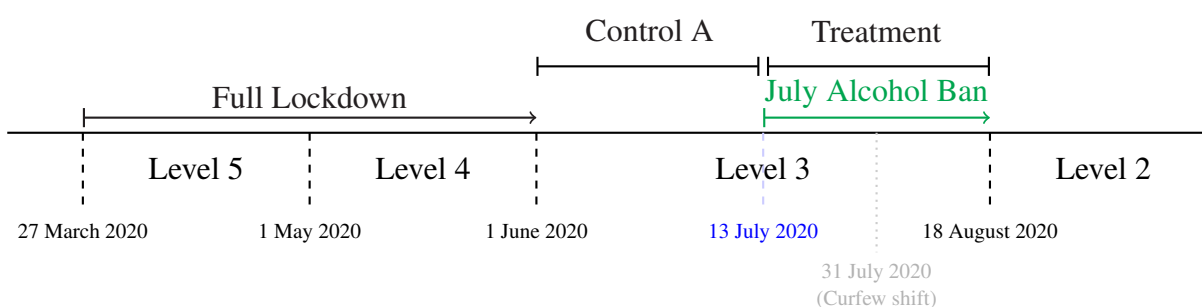 Control A
Treatment
Full Lockdown
July Alcohol Ban
Level 5
Level 4
Level 3
Level 2
27 March 2020
1 May 2020
1 June 2020
13 July 2020
18 August 2020
31 July 2020
(Curfew shift)